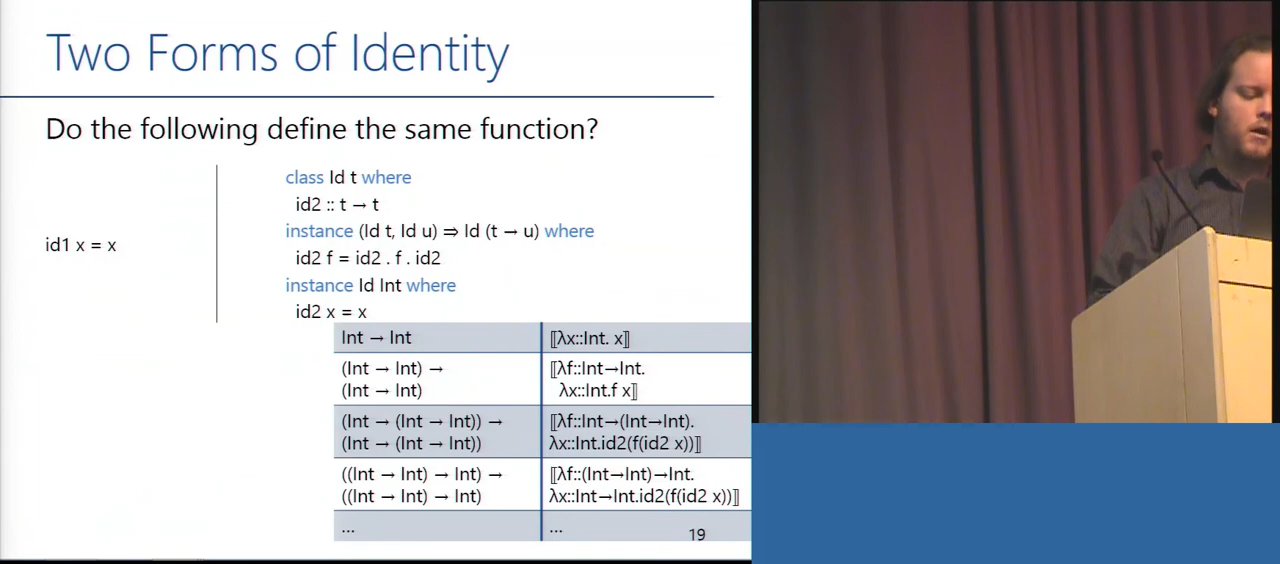 Two Forms of Identity
Do the following define the same function?
id1 x = x
class Id t where
id2 :: t → t
instance (Id t, Id u) ⇒ Id (t → u) where
id2 f = id2 . f . id2
instance Id Int where
id2 x = x
Int → Int
⟦λx::Int. x⟧
(Int → Int) →
(Int → Int)
⟦λf::Int→Int.
λx::Int.f x⟧
(Int → (Int → Int)) →
(Int → (Int → Int))
⟦λf::Int→(Int→Int).
λx::Int.id2(f(id2 x))⟧
((Int → Int) → Int) →
((Int → Int) → Int)
⟦λf::(Int→Int)→Int.
λx::Int→Int.id2(f(id2 x))⟧
...
...
19